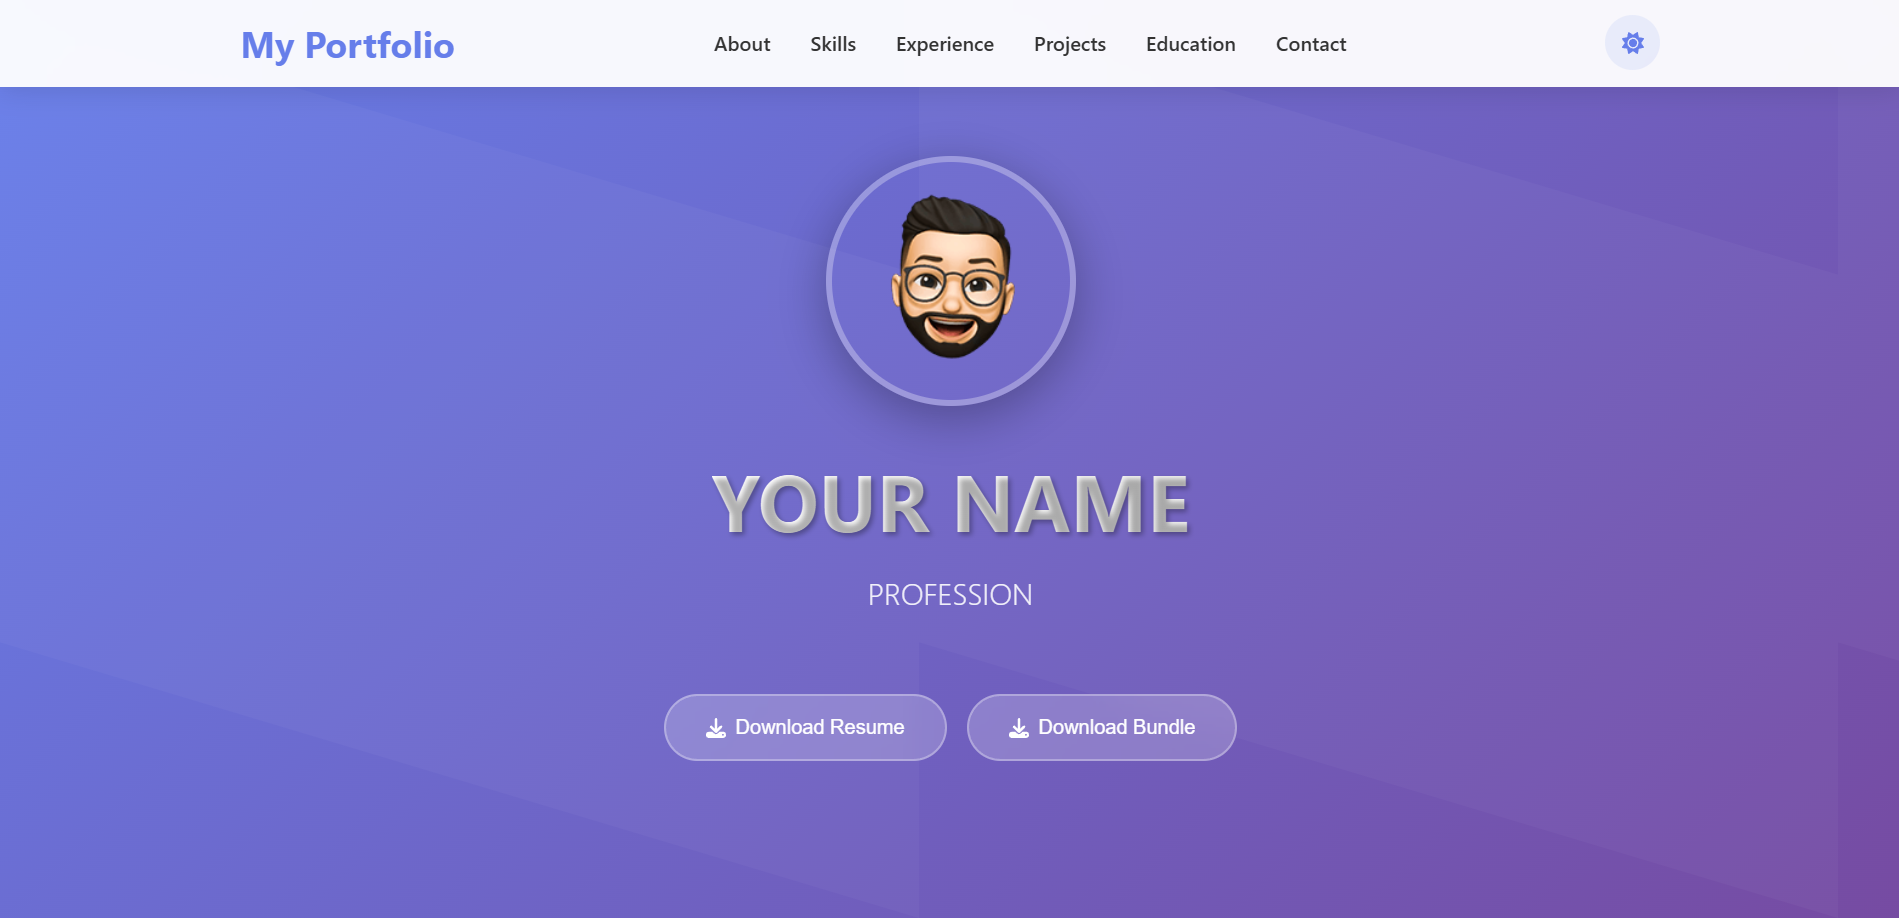 My Portfolio
About Skills Experience Projects Education Contact
YOUR NAME
PROFESSION
Download Resume Download Bundle